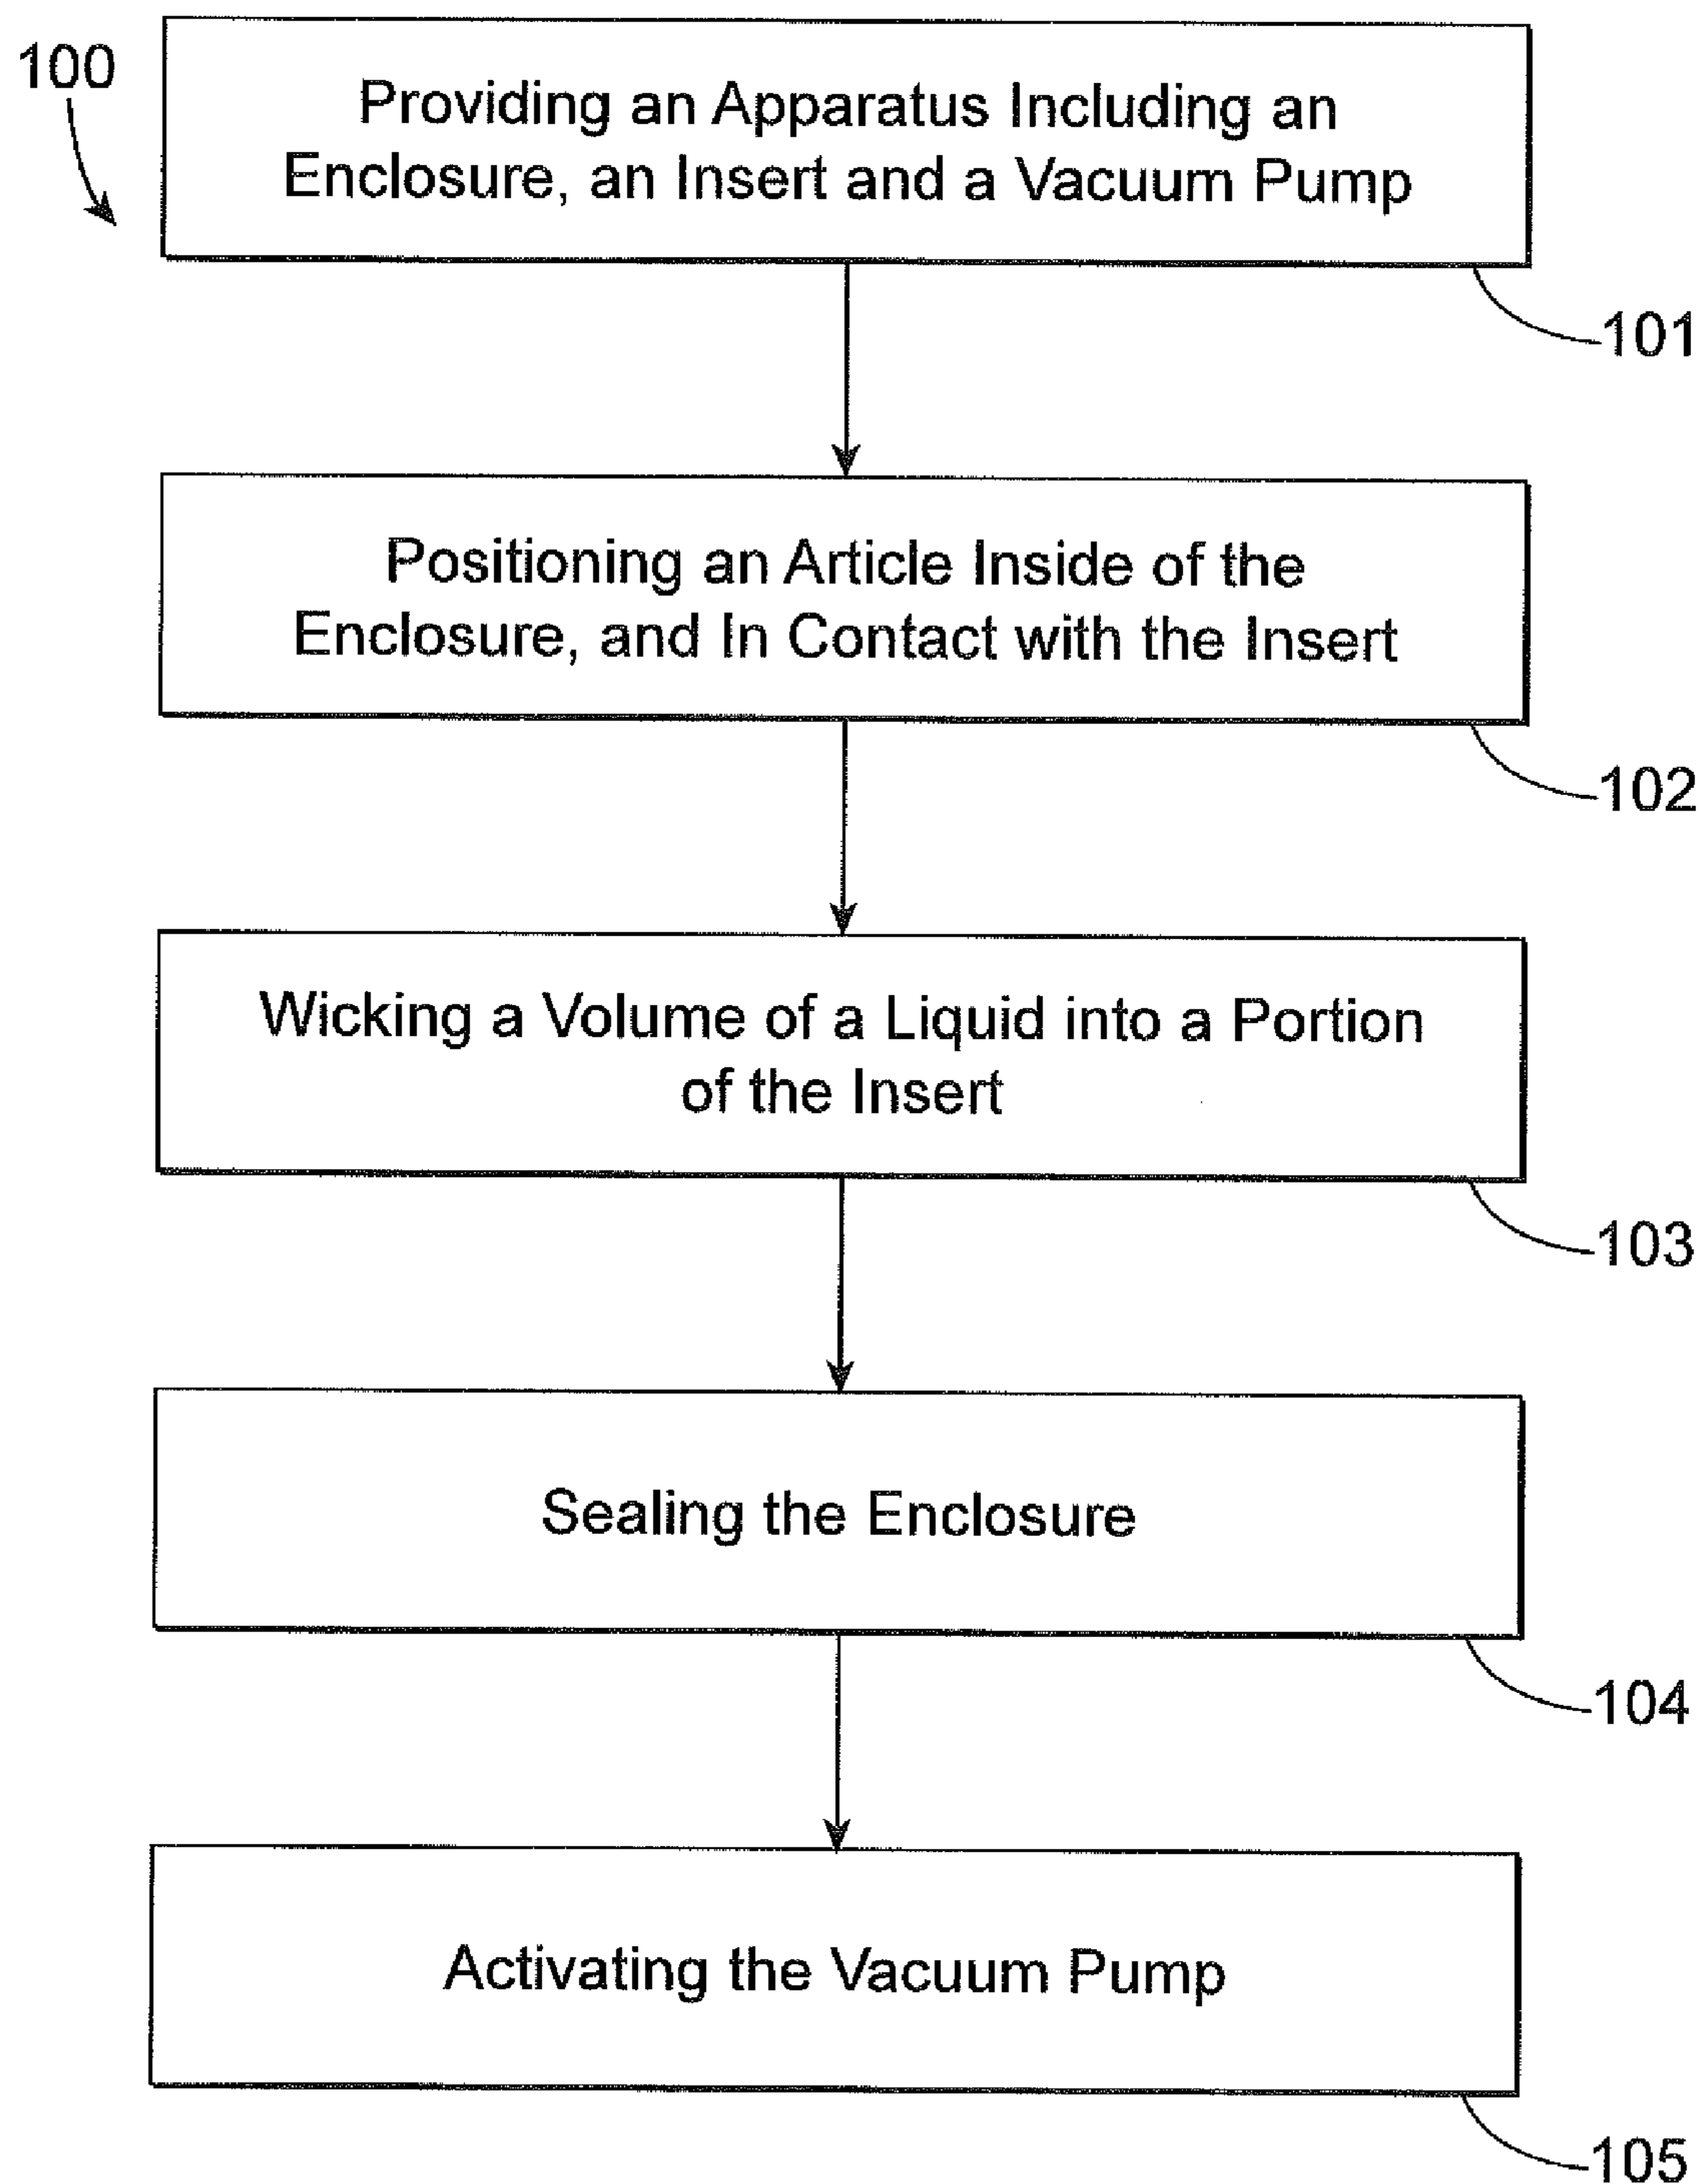 100
Providing an Apparatus Including an
Enclosure, an Insert and a Vacuum Pump
101
Positioning an Article Inside of the
Enclosure, and In Contact with the Insert
102
Wicking a Volume of a Liquid into a Portion
of the Insert
103
Sealing the Enclosure
104
Activating the Vacuum Pump
105